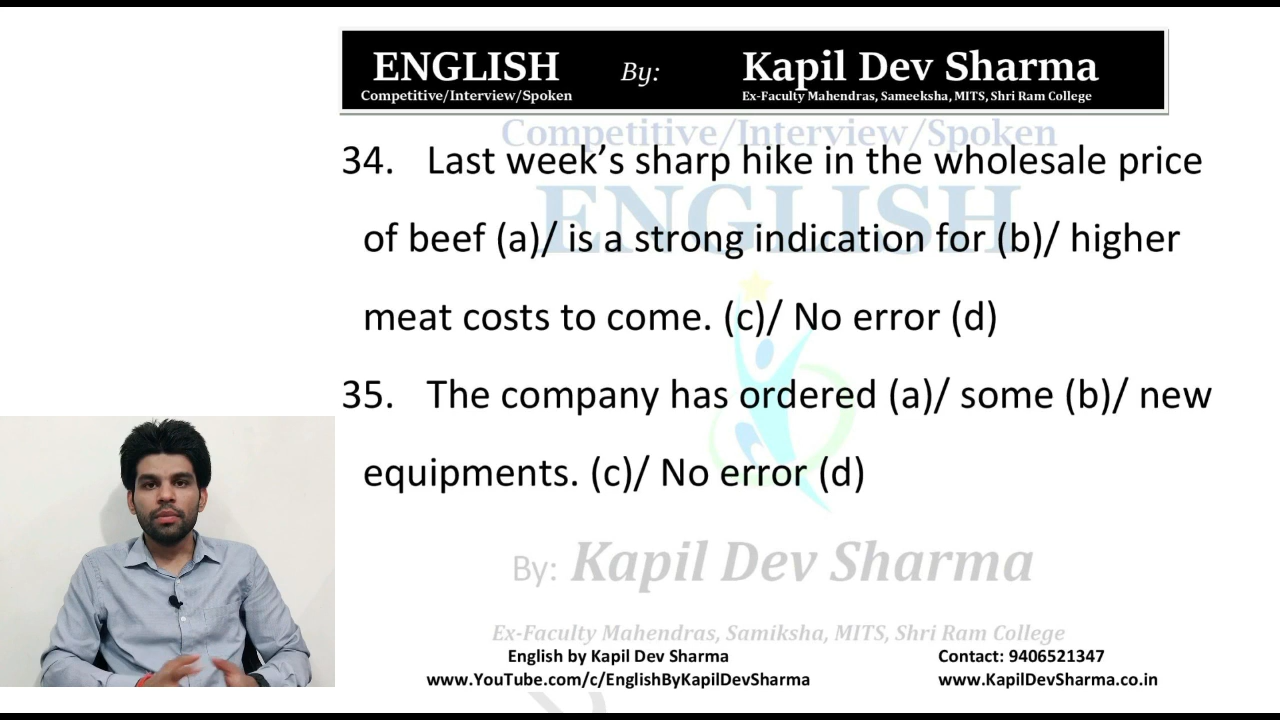 ENGLISH By: Kapil Dev Sharma
Competitive/Interview/Spoken Ex-Faculty Mahendras, Sameeksha, MITS, Shri Ram College
Competitive/Interview/Spoken
ENGLISH
34. Last week’s sharp hike in the wholesale price
of beef (a)/ is a strong indication for (b)/ higher
meat costs to come. (c)/ No error (d)
35. The company has ordered (a)/ some (b)/ new
equipments. (c)/ No error (d)
By: Kapil Dev Sharma
Ex-Faculty Mahendras, Samiksha, MITS, Shri Ram College
English by Kapil Dev Sharma Contact: 9406521347
www.YouTube.com/c/EnglishByKapilDevSharma www.KapilDevSharma.co.in